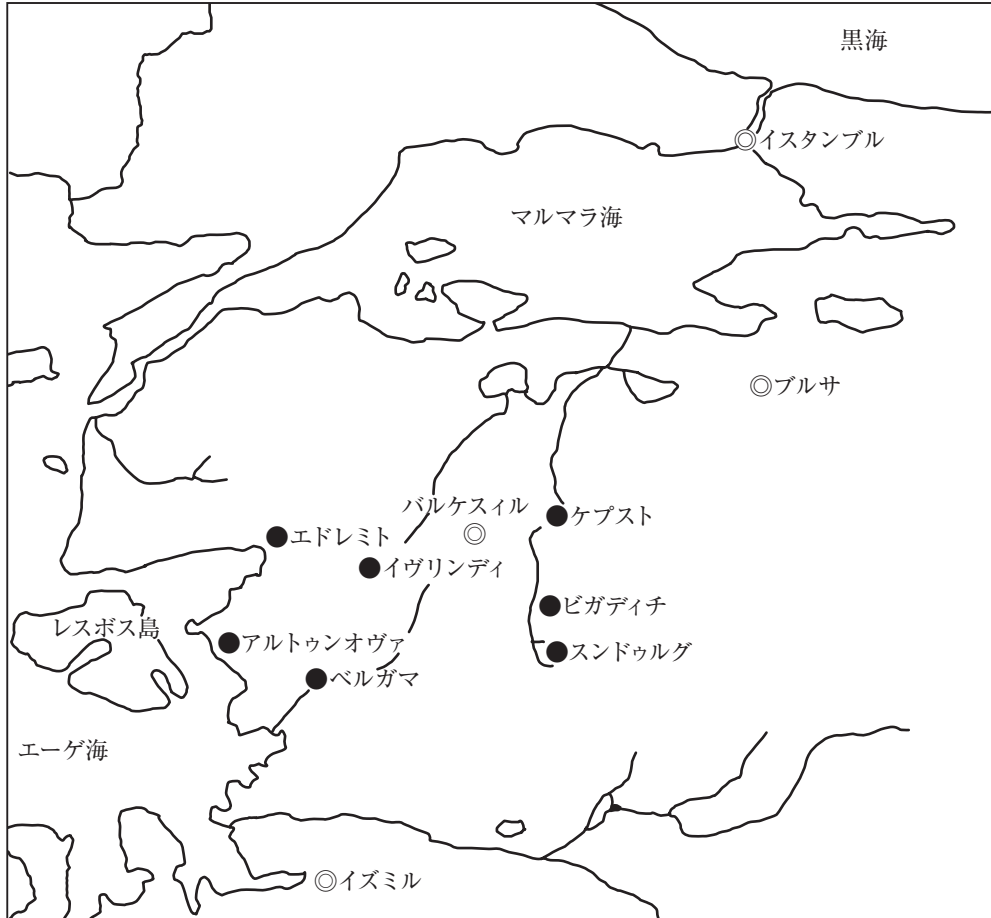 黒海
イスタンブル
マルマラ海
ブルサ
バルケスィル
ケプスト
エドレミト
イヴリンディ
ビガディチ
レスボス島
アルトゥンオヴァ
スンドゥルグ
ベルガマ
エーゲ海
イズミル